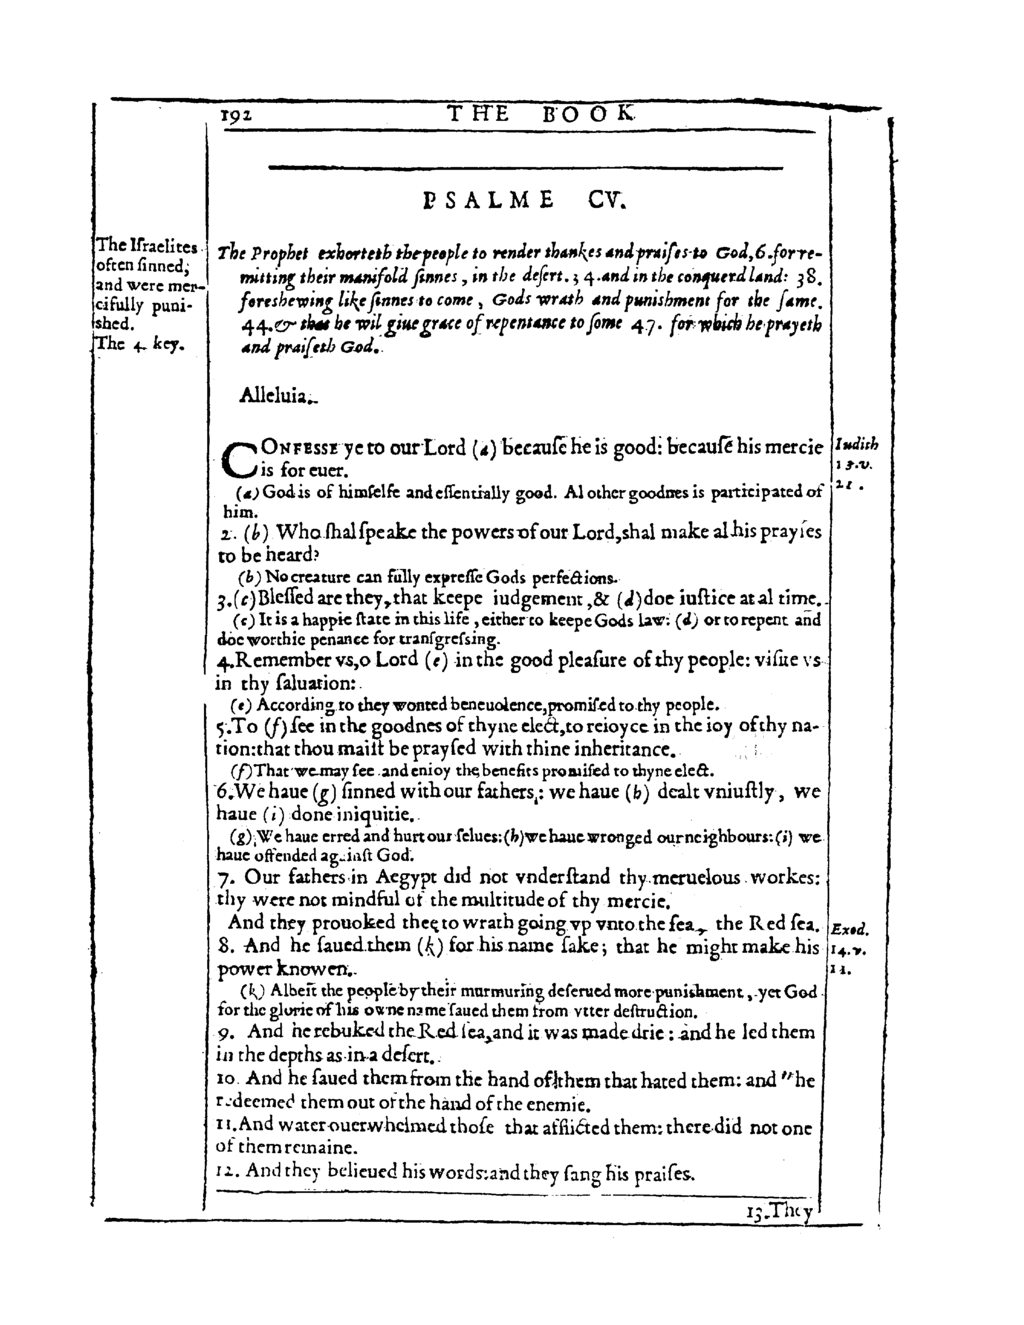 192
THE BOOK
PSALME CV.
The Iſraelites
often ſinned,
and were mer-
cifully puni-
shed.
The 4. key.
The Prophet exhorteth the people to render thankes and praiſes to God, 6. for re-
mitting their manifold ſinnes, in the deſert. 34. and in the conquerd land: 38.
foreshewing like ſinnes to come, Gods wrath and punishment for the ſame.
44. & that he wil giue grace of repentance to ſome 47. for which he prayeth
and praiſeth God.
Alleluia.
CONFESSE ye to our Lord (a) becauſe he is good: becauſe his mercie
is for euer.
Iudith
13.v.
21.
(a) God is of himſelfe and eſſentially good. Al other goodnes is participated of
him.
2. (b) Who ſhal ſpeake the powers of our Lord, shal make al his prayſes
to be heard?
(b) No creature can fully expreſſe Gods perfections.
3. (c) Bleſſed are they, that keepe iudgement, & (d) doe iuſtice at al time.
(c) It is a happie ſtate in this life, either to keepe Gods law: (d) or to repent and
doe worthie penance for tranſgreſsing.
4. Remember vs, o Lord (e) in the good pleaſure of thy people: viſite vs
in thy ſaluation:
(e) According to they wonted beneuolence, promiſed to thy people.
5. To (f) ſee in the goodnes of thyne elect, to reioyce in the ioy of thy na-
tion: that thou maiſt be prayſed with thine inheritance.
(f) That we may ſee and enioy the benefits promiſed to thyne elect.
6. We haue (g) ſinned with our fathers: we haue (h) dealt vniuſtly, we
haue (i) done iniquitie.
(g) We haue erred and hurt our ſelues: (h) we haue wronged our neighbours: (i) we
haue offended againſt God.
7. Our fathers in Aegypt did not vnderſtand thy meruelous workes:
thy were not mindful of the multitude of thy mercie.
And they prouoked thee to wrath going vp vnto the ſea, the Red ſea.
Exod.
14. v.
11.
8. And he ſaued them (k) for his name ſake; that he might make his
power knowen.
(k) Albeit the people by their murmuring deſerued more punishment, yet God
for the glorie of his owne name ſaued them from vtter deſtruction.
9. And he rebuked the Red ſea, and it was made drie: and he led them
in the depths as in a deſert.
10. And he ſaued them from the hand of them that hated them: and "he
redeemed them out of the hand of the enemie.
11. And water ouerwhelmed thoſe that afflicted them: there did not one
of them remaine.
12. And they belieued his words: and they ſang his praiſes.
13. They